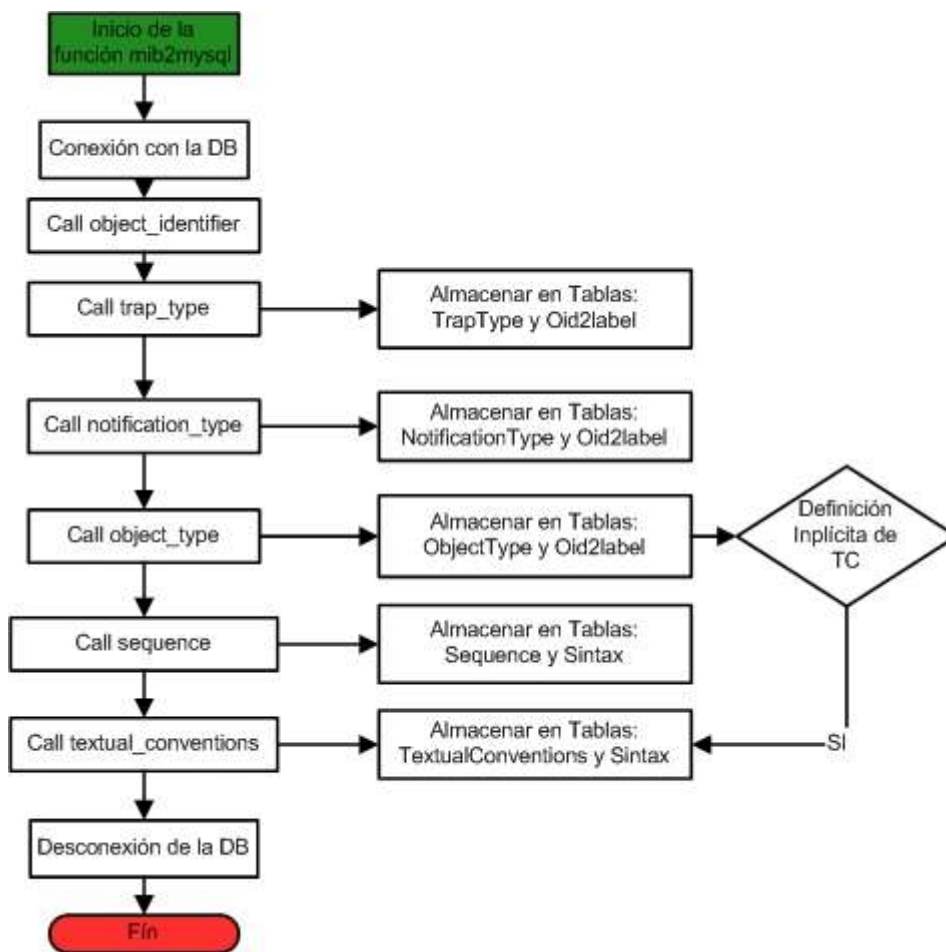 Inicio de la
función mib2mysql
Conexión con la DB
Call object_identifier
Call trap_type
Almacenar en Tablas:
TrapType y Oid2label
Call notification_type
Almacenar en Tablas:
NotificationType y Oid2label
Call object_type
Almacenar en Tablas:
ObjectType y Oid2label
Definición
Inplícita de
TC
Call sequence
Almacenar en Tablas:
Sequence y Sintax
Call textual_conventions
Almacenar en Tablas:
TextualConventions y Sintax
SI
Desconexión de la DB
Fín